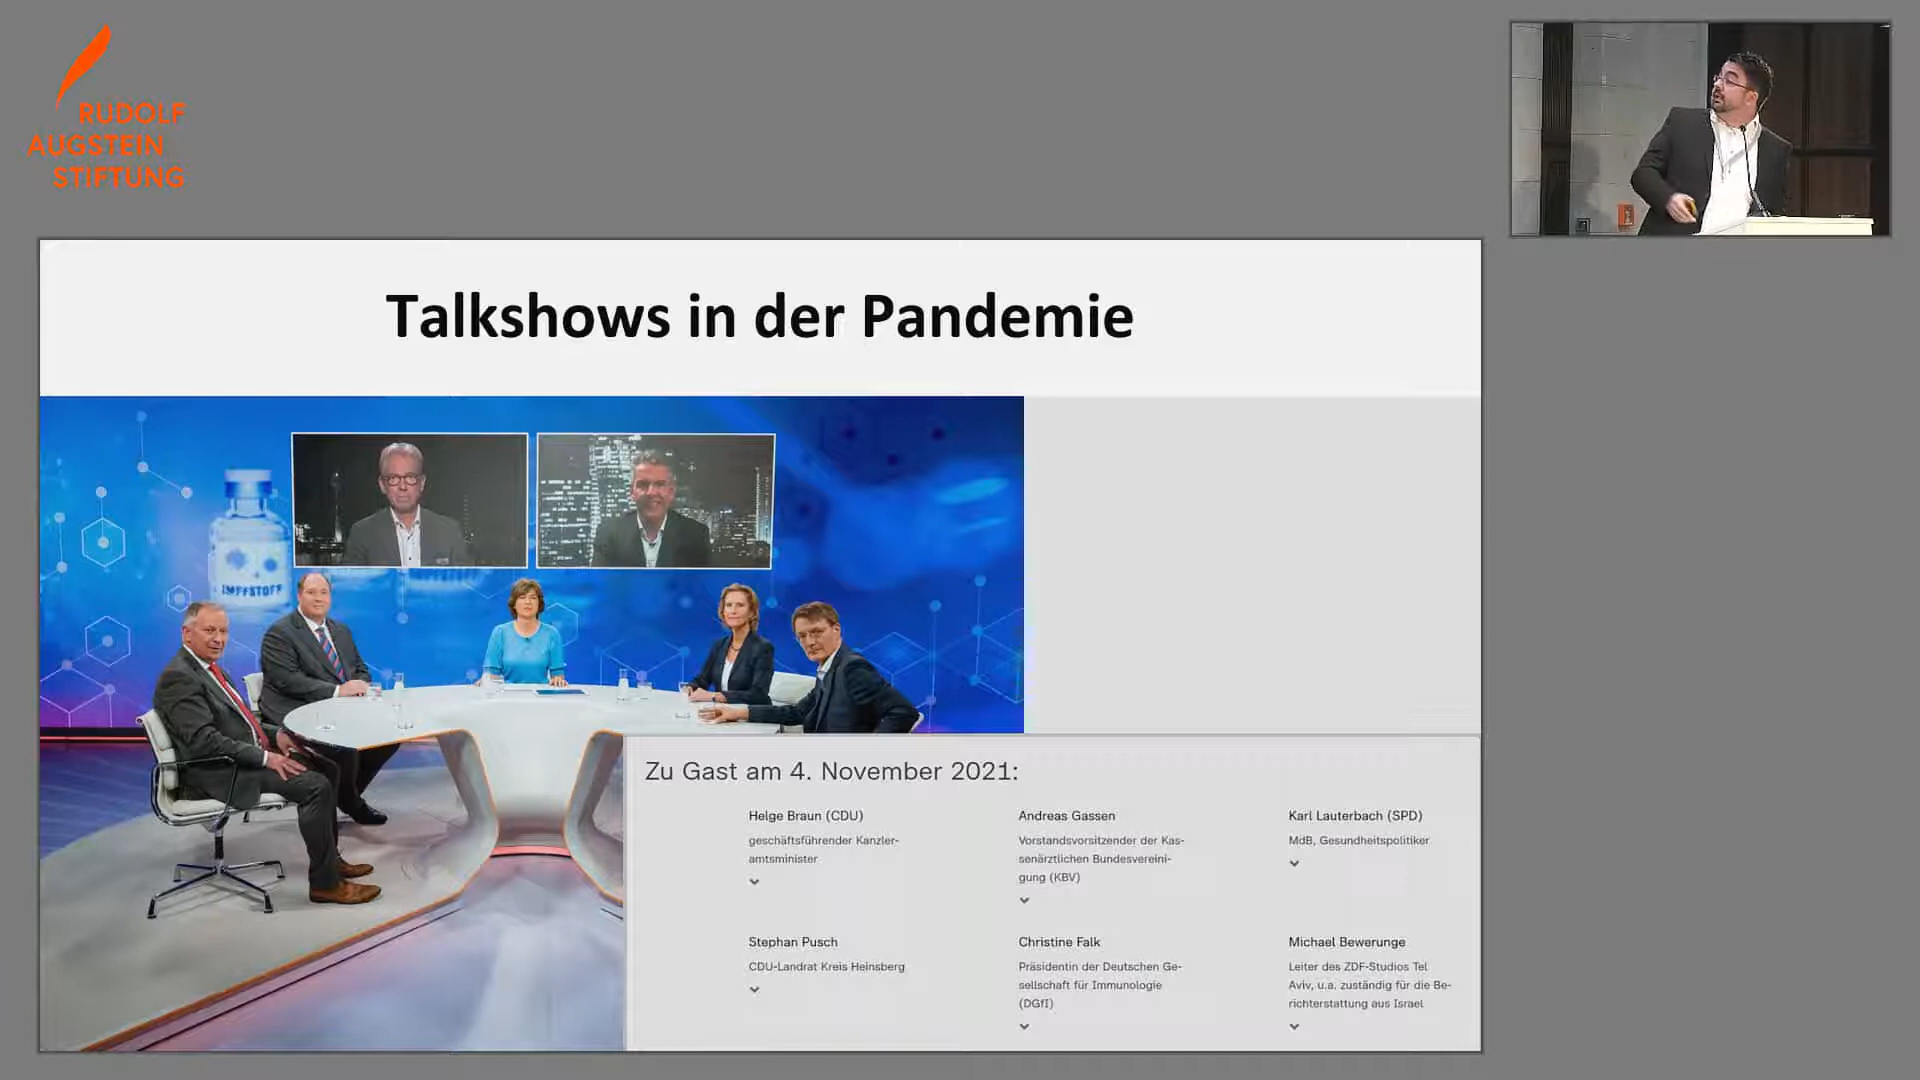 RUDOLF
AUGSTEIN
STIFTUNG
Talkshows in der Pandemie
IMPFSTOFF
Zu Gast am 4. November 2021:
Helge Braun (CDU)
geschäftsführender Kanzler-
amtsminister
Andreas Gassen
Vorstandsvorsitzender der Kas-
senärztlichen Bundesvereini-
gung (KBV)
Karl Lauterbach (SPD)
MdB, Gesundheitspolitiker
Stephan Pusch
CDU-Landrat Kreis Heinsberg
Christine Falk
Präsidentin der Deutschen Ge-
sellschaft für Immunologie
(DGfI)
Michael Bewerunge
Leiter des ZDF-Studios Tel
Aviv, u.a. zuständig für die Be-
richterstattung aus Israel